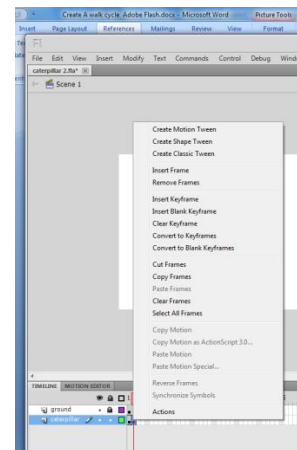 Create A walk cycle Adobe Flash.docx - Microsoft Word
Picture Tools
Insert Page Layout References Mailings Review View Format
Fl
File Edit View Insert Modify Text Commands Control Debug Wind
caterpillar 2.fla*
Scene 1
Create Motion Tween
Create Shape Tween
Create Classic Tween
Insert Frame
Remove Frames
Insert Keyframe
Insert Blank Keyframe
Clear Keyframe
Convert to Keyframes
Convert to Blank Keyframes
Cut Frames
Copy Frames
Paste Frames
Clear Frames
Select All Frames
Copy Motion
Copy Motion as ActionScript 3.0...
Paste Motion
Paste Motion Special...
Reverse Frames
Synchronize Symbols
Actions
TIMELINE MOTION EDITOR
ground
caterpillar